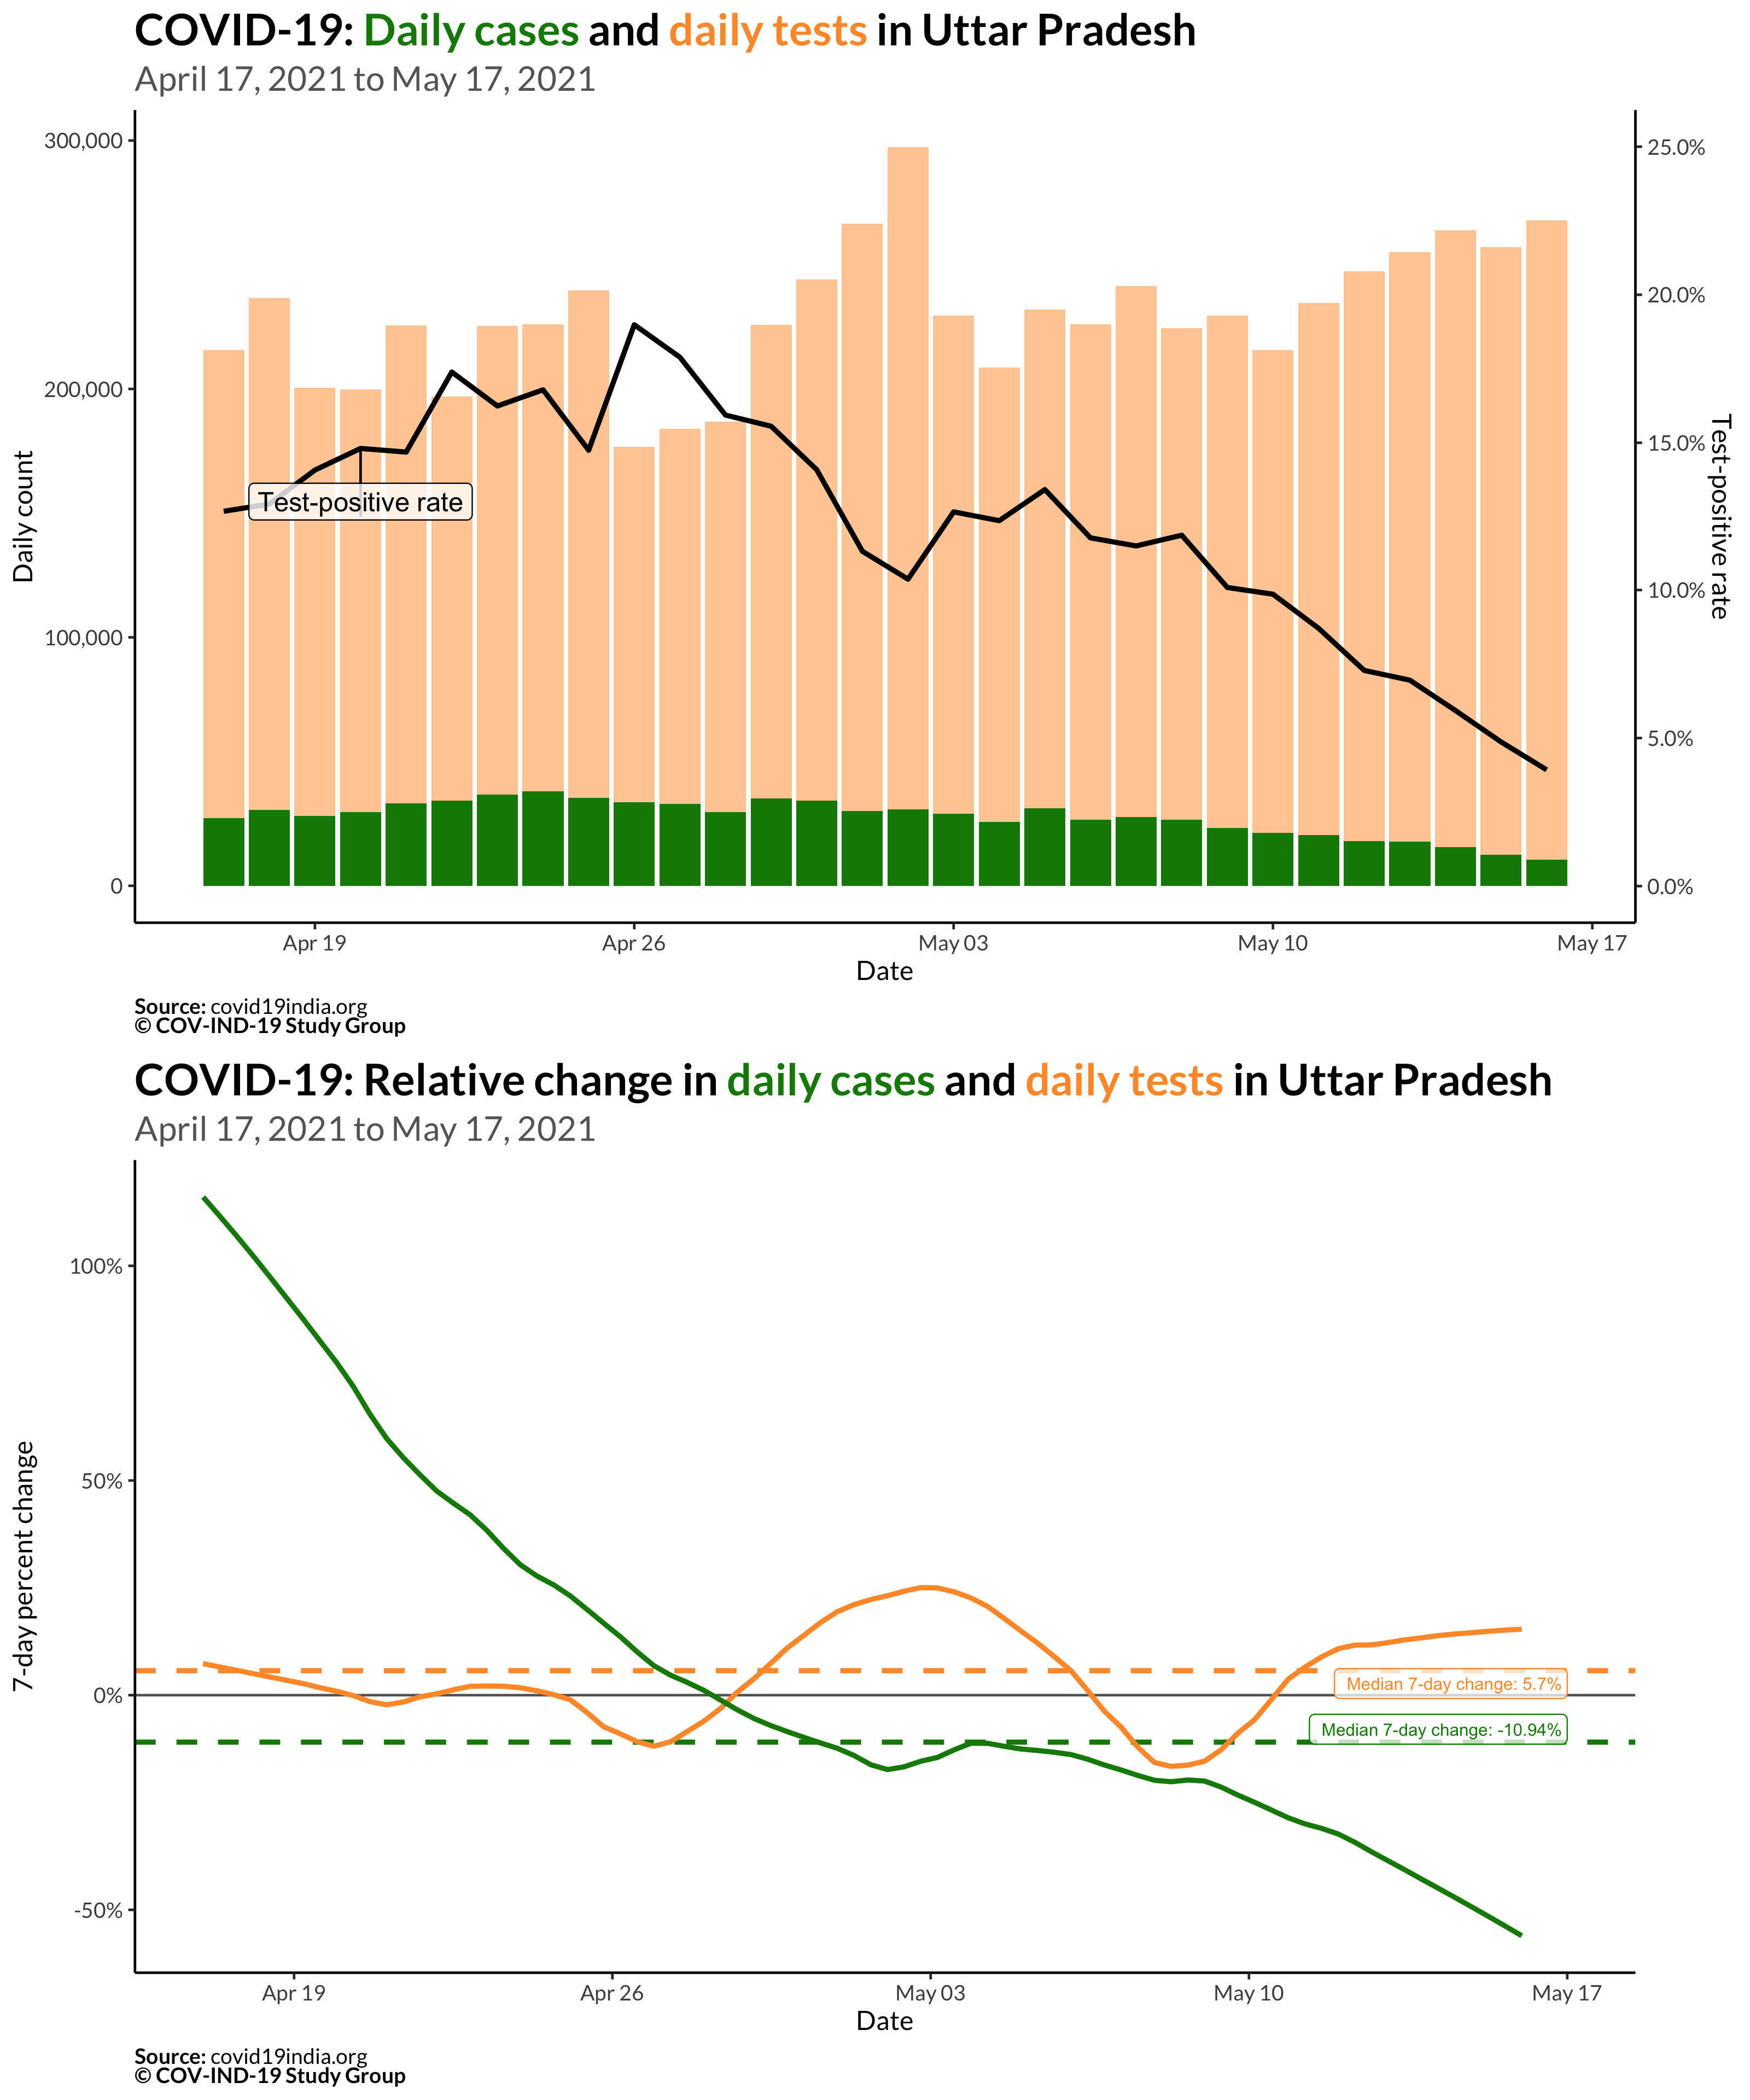 COVID-19: Daily cases and daily tests in Uttar Pradesh
April 17, 2021 to May 17, 2021
300,000
200,000
100,000
0
Daily count
25.0%
20.0%
15.0%
10.0%
5.0%
0.0%
Test-positive rate
Test-positive rate
Apr 19
Apr 26
May 03
May 10
May 17
Date
Source: covid19india.org
© COV-IND-19 Study Group
COVID-19: Relative change in daily cases and daily tests in Uttar Pradesh
April 17, 2021 to May 17, 2021
100%
50%
0%
-50%
7-day percent change
Median 7-day change: 5.7%
Median 7-day change: -10.94%
Apr 19
Apr 26
May 03
May 10
May 17
Date
Source: covid19india.org
© COV-IND-19 Study Group